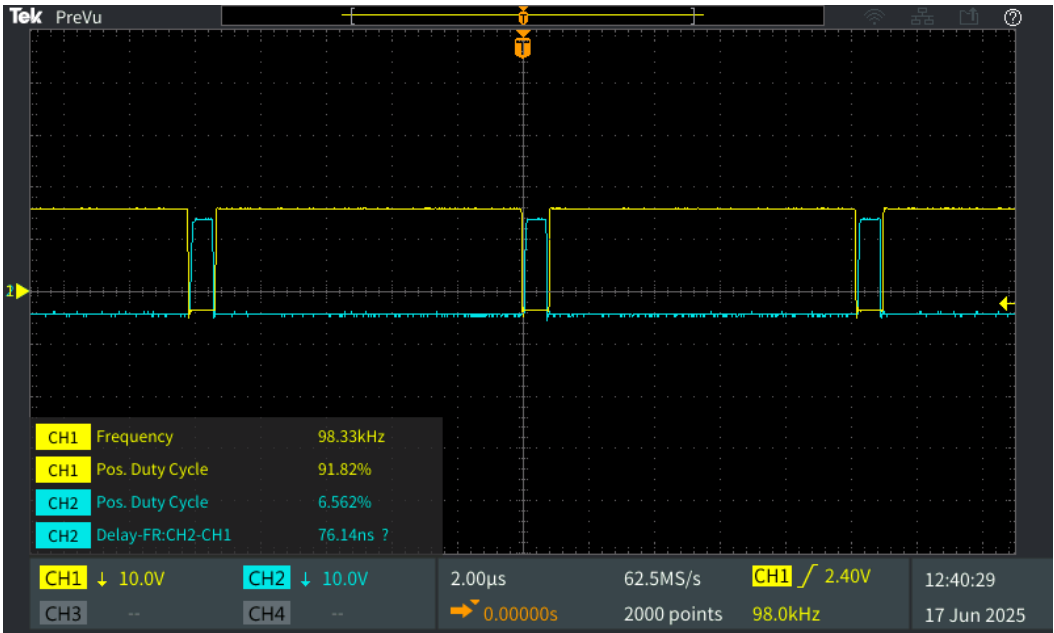 Tek PreVu
T
T
1
CH1 Frequency 98.33kHz
CH1 Pos. Duty Cycle 91.82%
CH2 Pos. Duty Cycle 6.562%
CH2 Delay-FR:CH2-CH1 76.14ns ?
CH1 ↓ 10.0V CH2 ↓ 10.0V 2.00µs 62.5MS/s CH1 2.40V 12:40:29
CH3 -- CH4 -- 0.00000s 2000 points 98.0kHz 17 Jun 2025